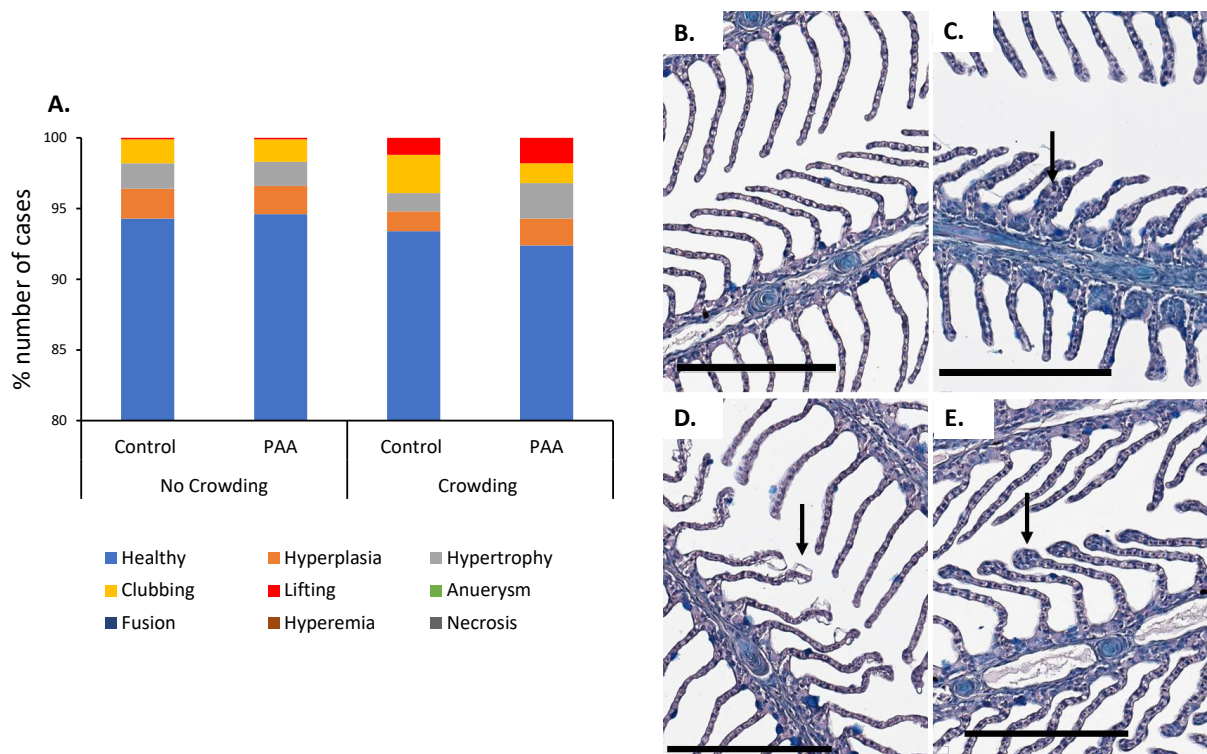 A.
% number of cases
100
95
90
85
80
Control PAA Control PAA
No Crowding Crowding
Healthy Hyperplasia Hypertrophy
Clubbing Lifting Anuerysm
Fusion Hyperemia Necrosis
B.
C.
D.
E.